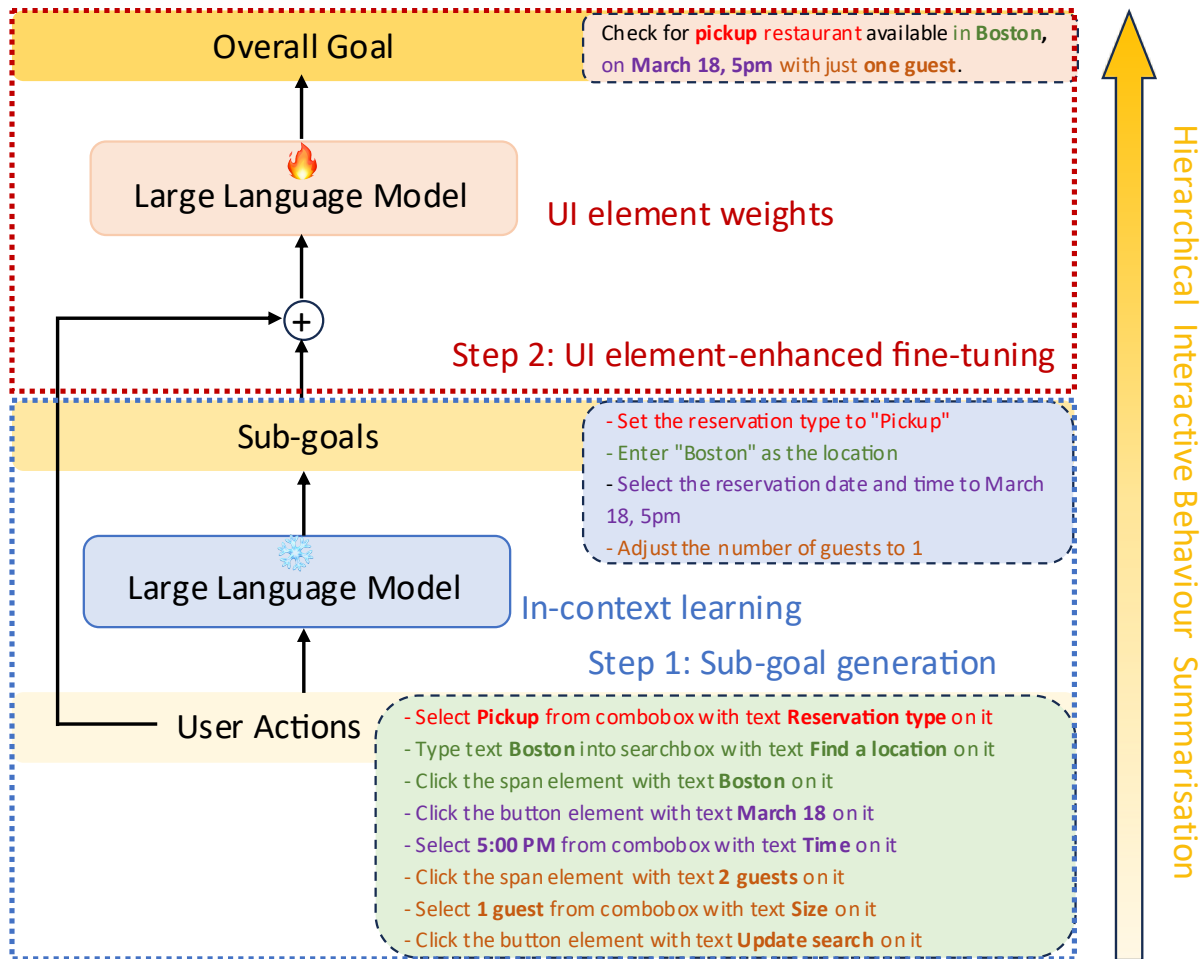 Overall Goal
Check for pickup restaurant available in Boston,
on March 18, 5pm with just one guest.
Large Language Model
UI element weights
+
Step 2: UI element-enhanced fine-tuning
Sub-goals
- Set the reservation type to "Pickup"
- Enter "Boston" as the location
- Select the reservation date and time to March
18, 5pm
- Adjust the number of guests to 1
Large Language Model
In-context learning
Step 1: Sub-goal generation
User Actions
- Select Pickup from combobox with text Reservation type on it
- Type text Boston into searchbox with text Find a location on it
- Click the span element with text Boston on it
- Click the button element with text March 18 on it
- Select 5:00 PM from combobox with text Time on it
- Click the span element with text 2 guests on it
- Select 1 guest from combobox with text Size on it
- Click the button element with text Update search on it
Hierarchical Interactive Behaviour Summarisation